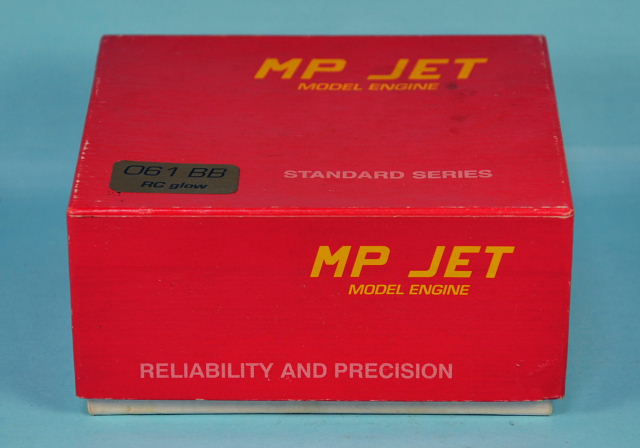 MP JET
MODEL ENGINE
061 BB
RC glow
STANDARD SERIES
MP JET
MODEL ENGINE
RELIABILITY AND PRECISION